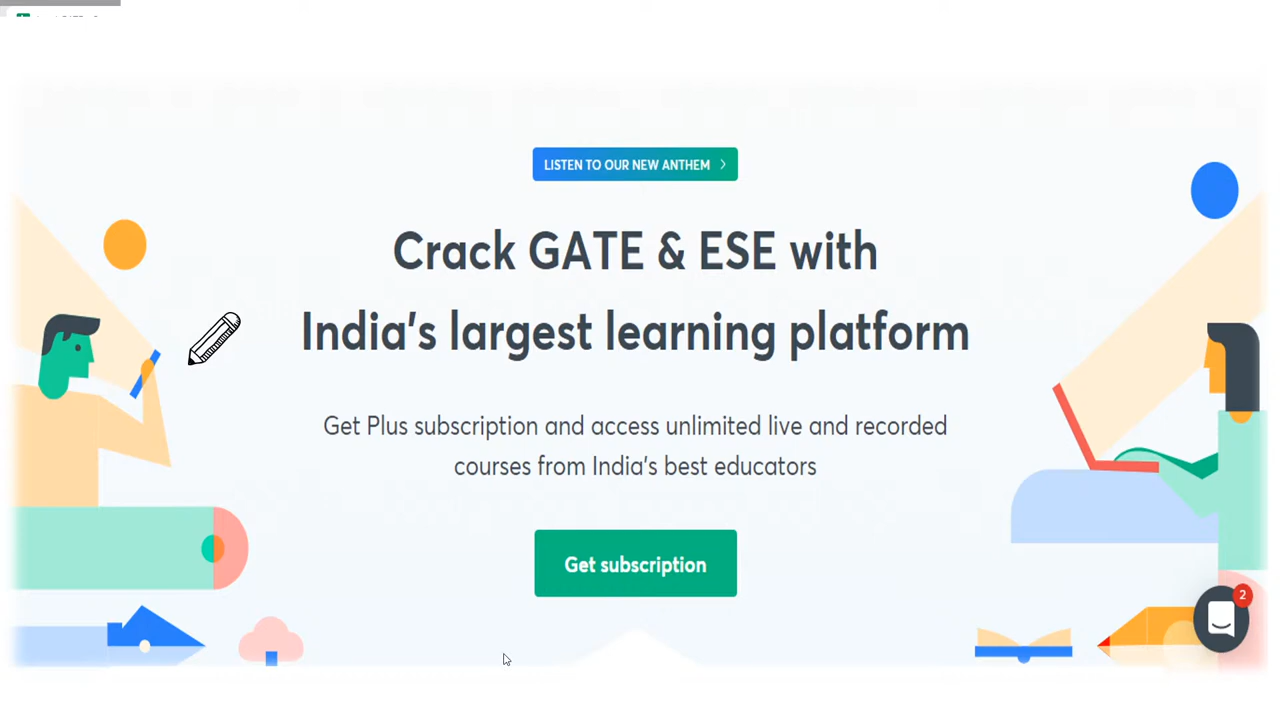 LISTEN TO OUR NEW ANTHEM
Crack GATE & ESE with
India's largest learning platform
Get Plus subscription and access unlimited live and recorded
courses from India's best educators
Get subscription
2